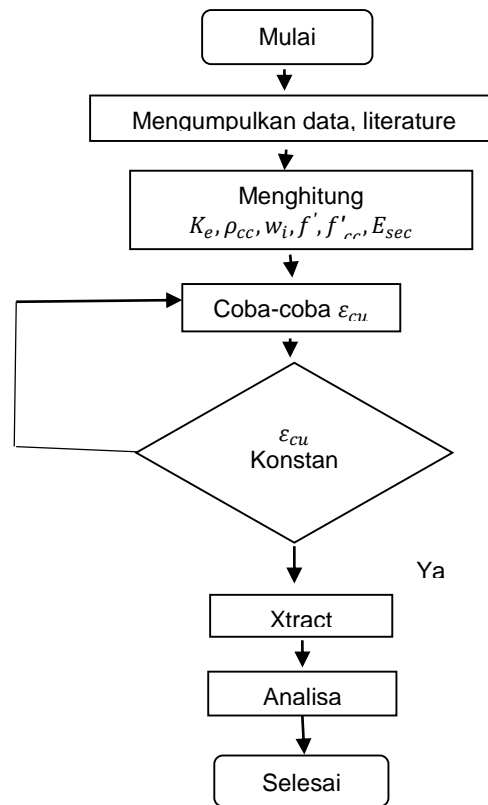 Mulai
Mengumpulkan data, literature
Menghitung
K_e, ρ_cc, w_i, f', f'_cc, E_sec
Coba-coba ε_cu
ε_cu
Konstan
Ya
Xtract
Analisa
Selesai